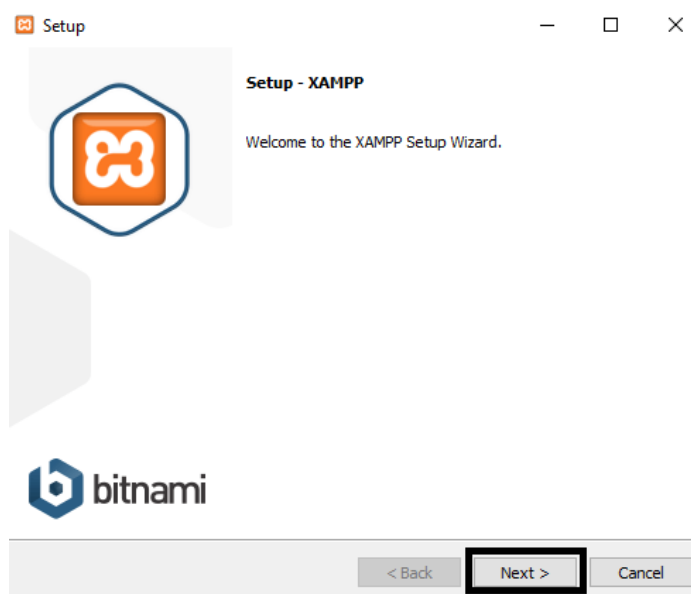 Setup
Setup - XAMPP
Welcome to the XAMPP Setup Wizard.
bitnami
< Back
Next >
Cancel